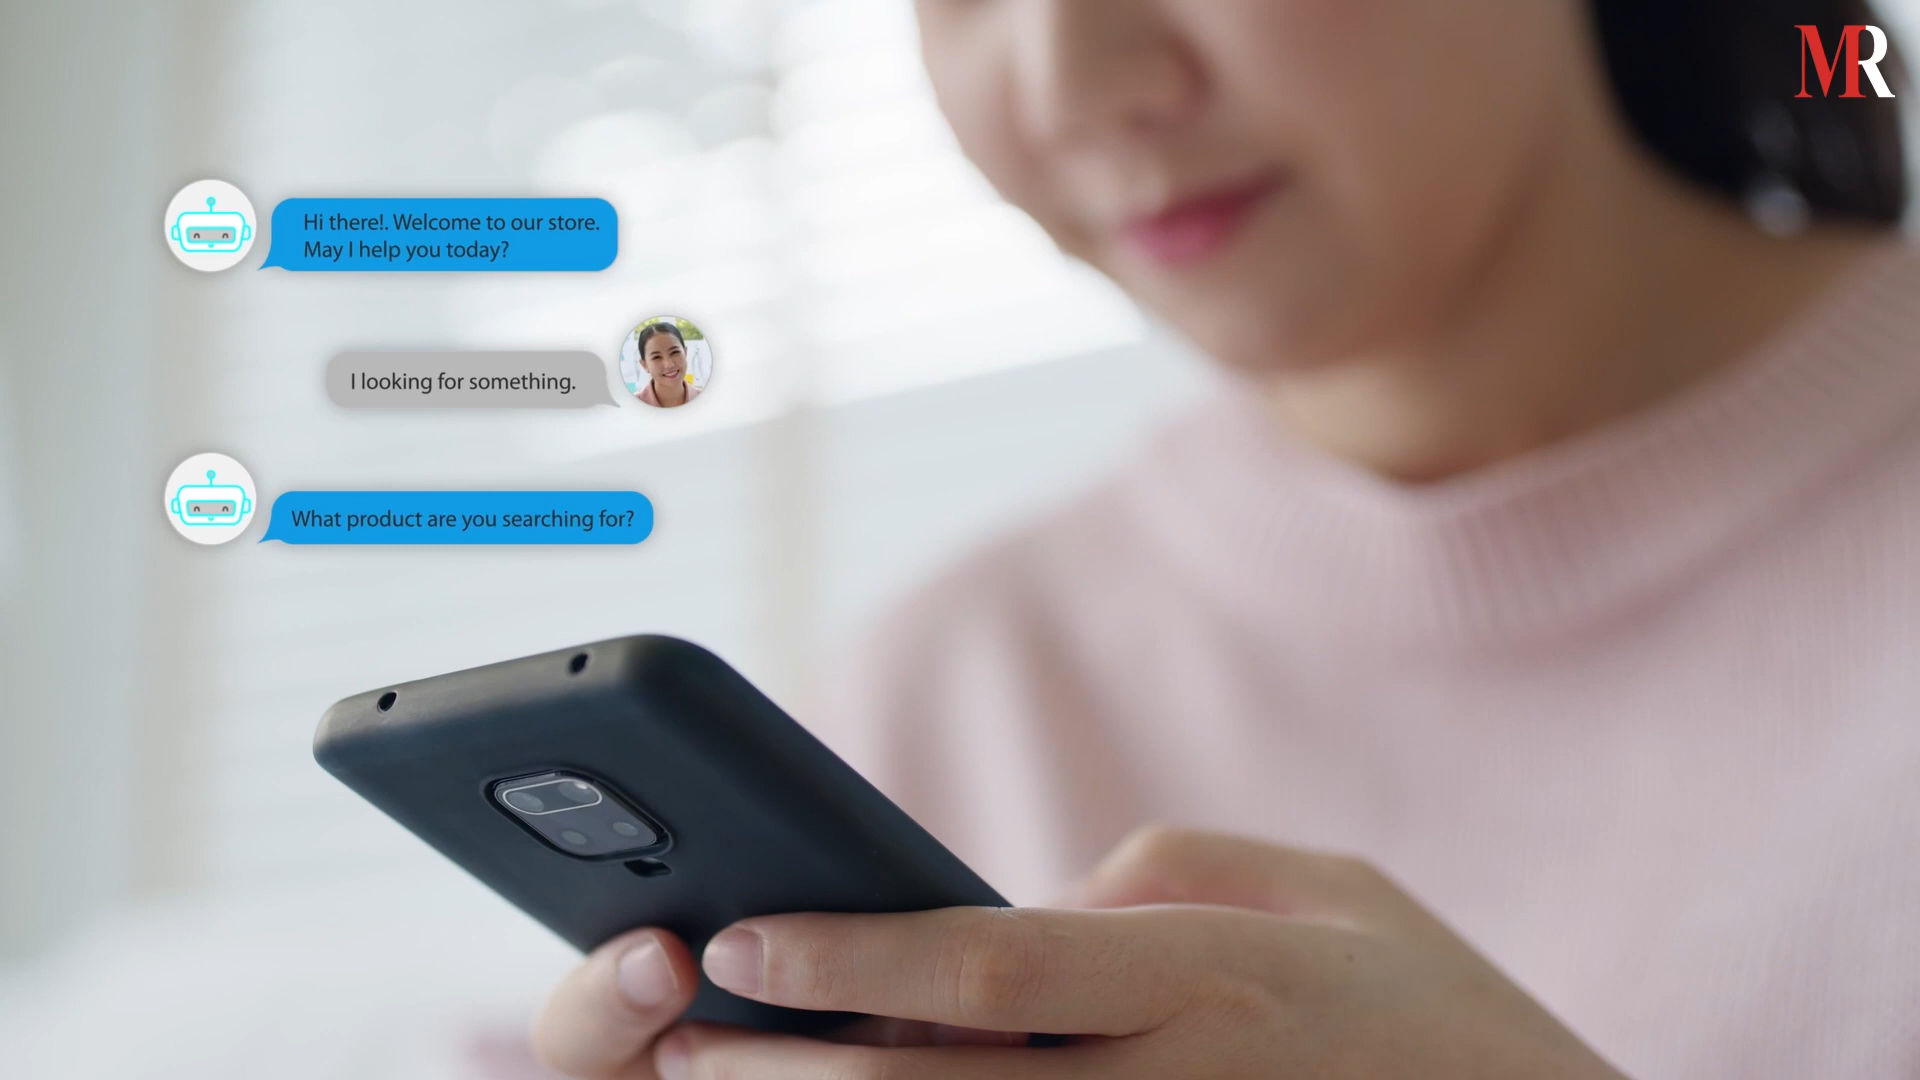 MR
Hi there!. Welcome to our store.
May I help you today?
I looking for something.
What product are you searching for?